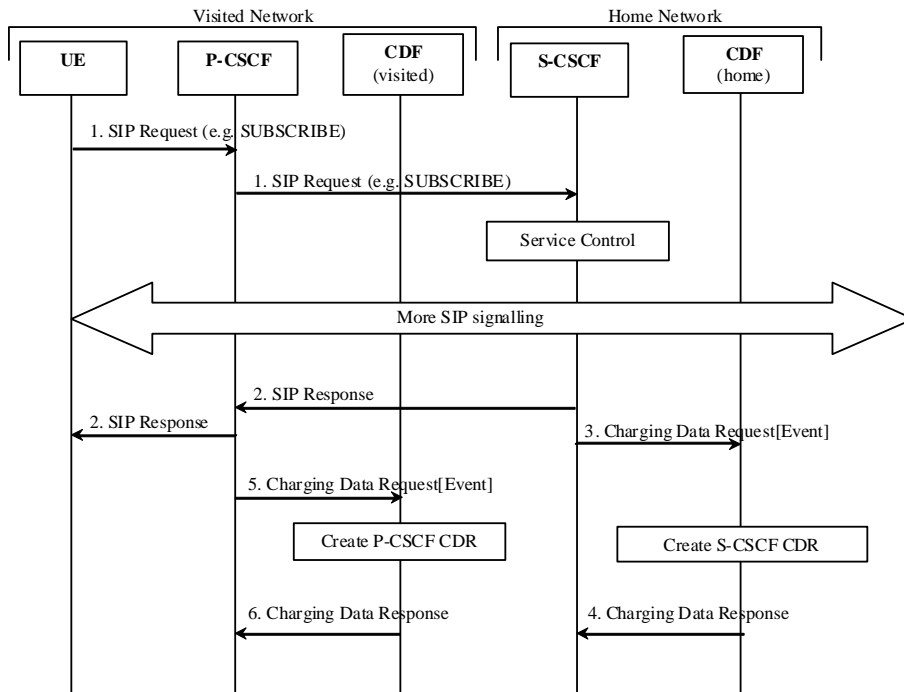 Visited Network
Home Network
UE
P-CSCF
CDF
(visited)
S-CSCF
CDF
(home)
1. SIP Request (e.g. SUBSCRIBE)
1. SIP Request (e.g. SUBSCRIBE)
Service Control
More SIP signalling
2. SIP Response
2. SIP Response
3. Charging Data Request[Event]
5. Charging Data Request[Event]
Create P-CSCF CDR
Create S-CSCF CDR
6. Charging Data Response
4. Charging Data Response